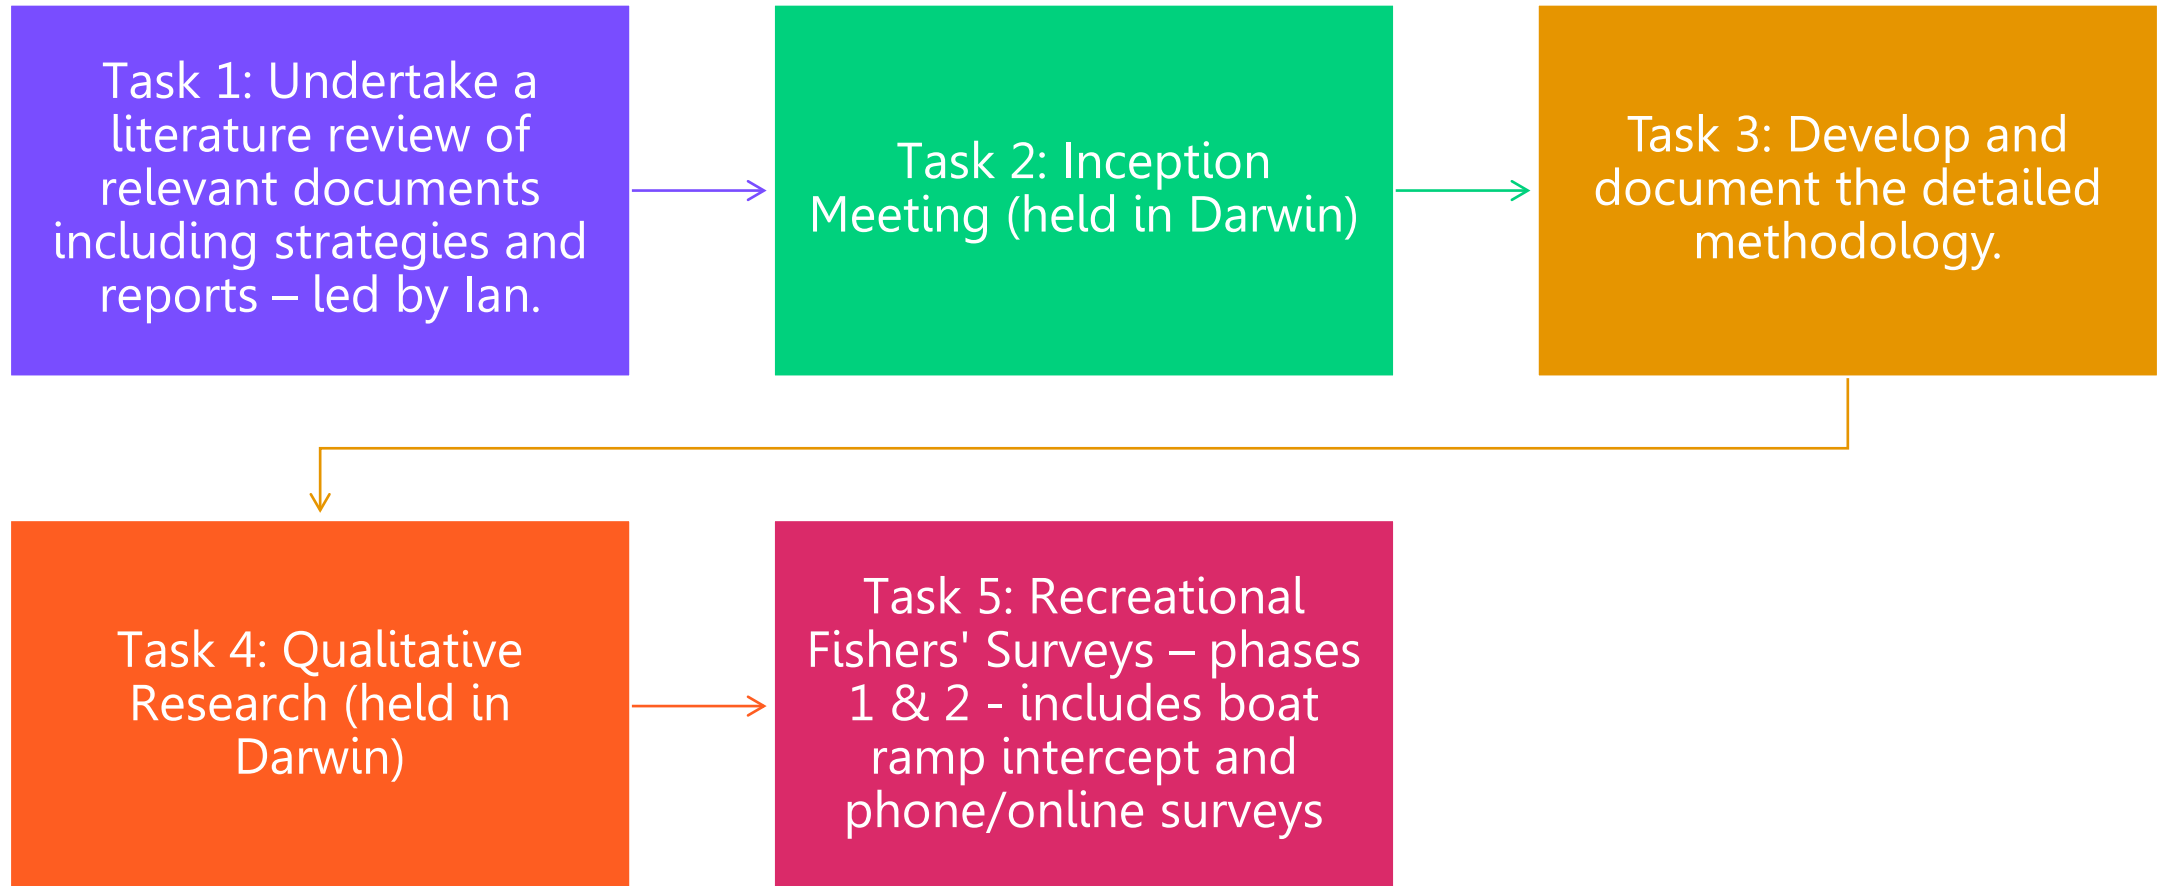 Task 1: Undertake a
literature review of
relevant documents
including strategies and
reports – led by Ian.
Task 2: Inception
Meeting (held in Darwin)
Task 3: Develop and
document the detailed
methodology.
Task 4: Qualitative
Research (held in
Darwin)
Task 5: Recreational
Fishers' Surveys – phases
1 & 2 - includes boat
ramp intercept and
phone/online surveys